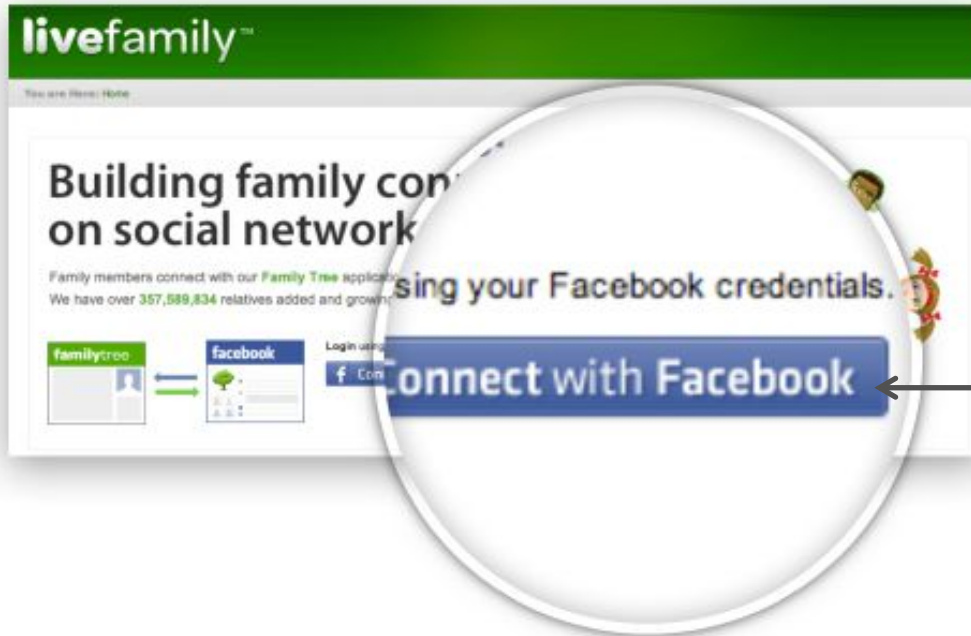 livefamily™
You are Here: Home
Building family con
on social network
Family members connect with our Family Tree applic
We have over 357,589,834 relatives added and growin
sing your Facebook credentials.
familytree
facebook
Login using
f Con
Connect with Facebook